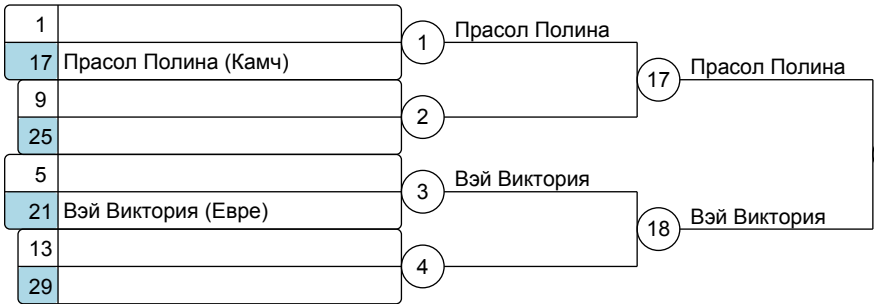 1
Прасол Полина
1
17 Прасол Полина (Камч)
Прасол Полина
17
9
2
25
5
Вэй Виктория
3
21 Вэй Виктория (Евре)
Вэй Виктория
18
13
4
29